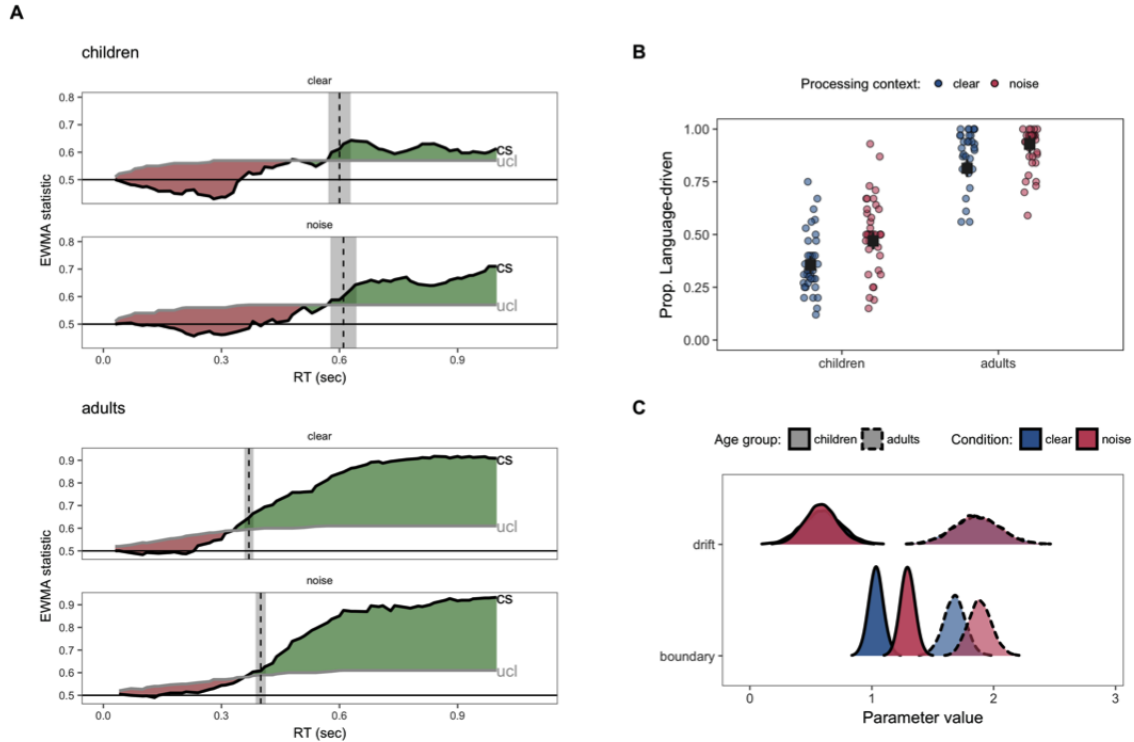 A
children
clear
0.8
0.7
0.6
0.5
cs
ucl
noise
0.8
0.7
0.6
0.5
cs
ucl
EWMA statistic
0.0 0.3 0.6 0.9
RT (sec)
adults
clear
0.9
0.8
0.7
0.6
0.5
cs
ucl
noise
0.9
0.8
0.7
0.6
0.5
cs
ucl
EWMA statistic
0.0 0.3 0.6 0.9
RT (sec)
B
Processing context: clear noise
1.00
0.75
0.50
0.25
0.00
Prop. Language-driven
children adults
C
Age group: children adults Condition: clear noise
drift
boundary
0 1 2 3
Parameter value